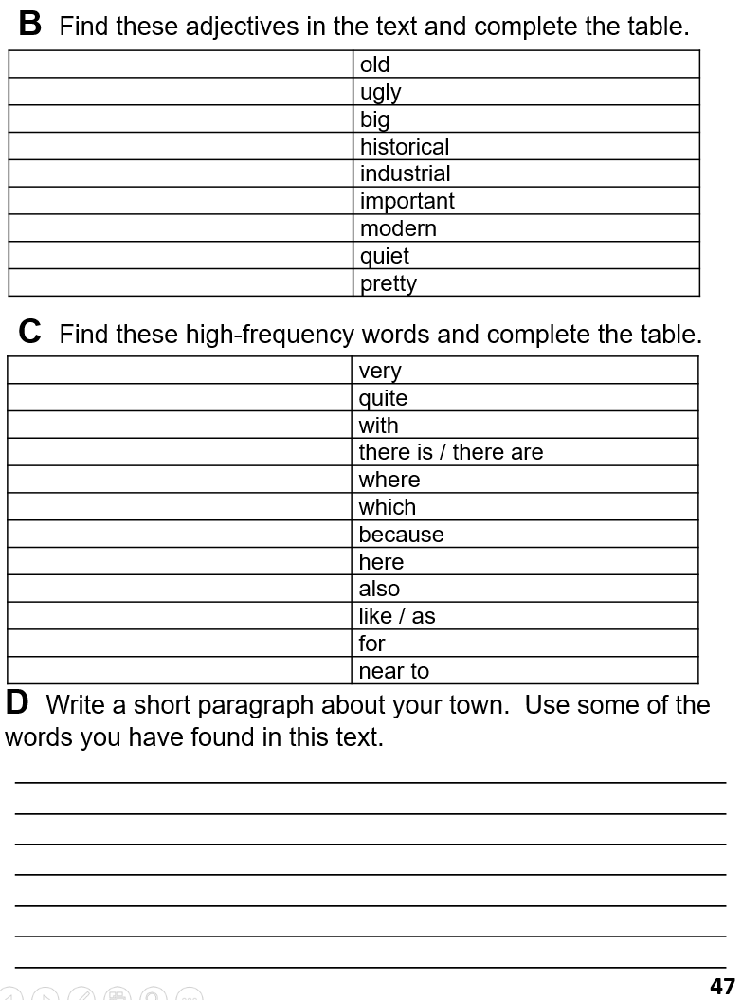 B Find these adjectives in the text and complete the table.
old
ugly
big
historical
industrial
important
modern
quiet
pretty
C Find these high-frequency words and complete the table.
very
quite
with
there is / there are
where
which
because
here
also
like / as
for
near to
D Write a short paragraph about your town. Use some of the
words you have found in this text.
47